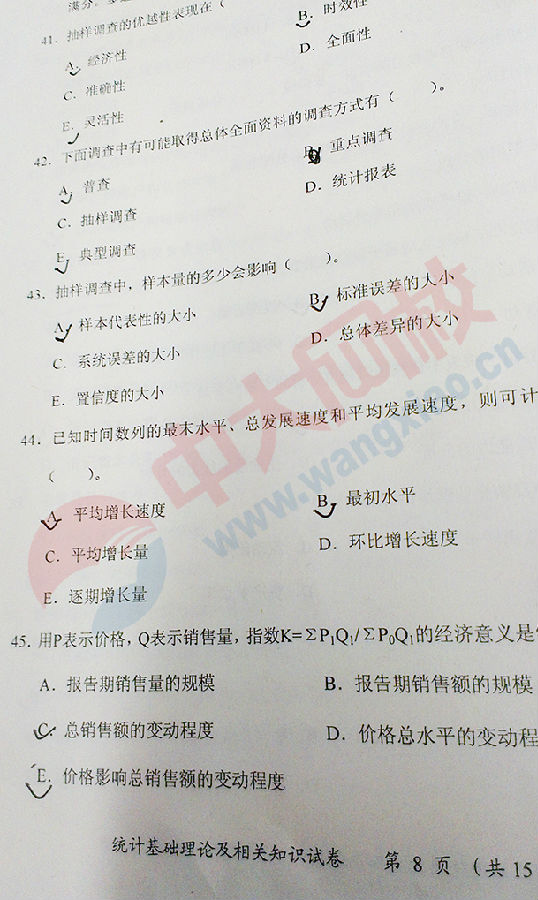 满分。
41. 抽样调查的优越性表现在（
A. 经济性
B. 时效性
C. 准确性
D. 全面性
E. 灵活性
42. 下面调查中有可能取得总体全面资料的调查方式有（ ）。
A. 普查
B. 重点调查
C. 抽样调查
D. 统计报表
E. 典型调查
43. 抽样调查中，样本量的多少会影响（ ）。
A. 样本代表性的大小
B. 标准误差的大小
C. 系统误差的大小
D. 总体差异的大小
E. 置信度的大小
44. 已知时间数列的最末水平、总发展速度和平均发展速度，则可计
（ ）。
A. 平均增长速度
B. 最初水平
C. 平均增长量
D. 环比增长速度
E. 逐期增长量
45. 用P表示价格，Q表示销售量，指数K=ΣP₁Q₁/ΣP₀Q₁的经济意义是
A. 报告期销售量的规模
B. 报告期销售额的规模
C. 总销售额的变动程度
D. 价格总水平的变动程
E. 价格影响总销售额的变动程度
统计基础理论及相关知识试卷 第 8 页 （共 15
中大网校
www.wangxiao.cn